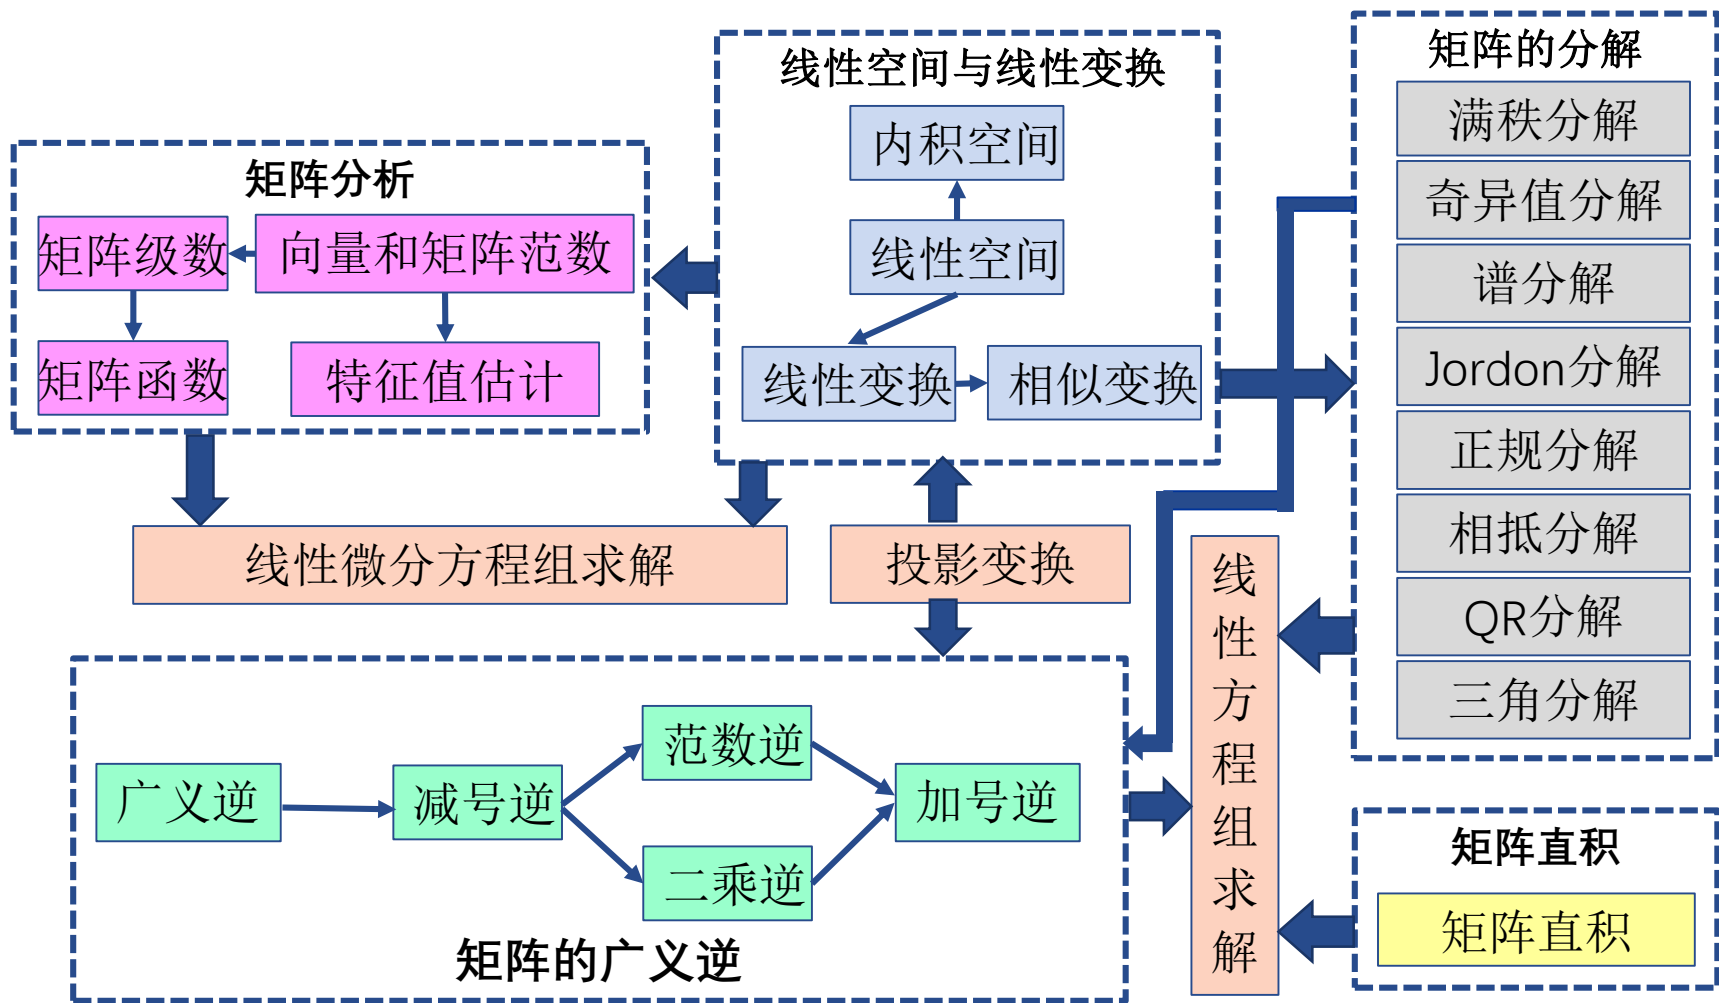 线性空间与线性变换
内积空间
线性空间
线性变换
相似变换
矩阵分析
矩阵级数
向量和矩阵范数
矩阵函数
特征值估计
矩阵的分解
满秩分解
奇异值分解
谱分解
Jordon分解
正规分解
相抵分解
QR分解
三角分解
线性微分方程组求解
投影变换
线性方程组求解
广义逆
减号逆
范数逆
二乘逆
加号逆
矩阵的广义逆
矩阵直积
矩阵直积